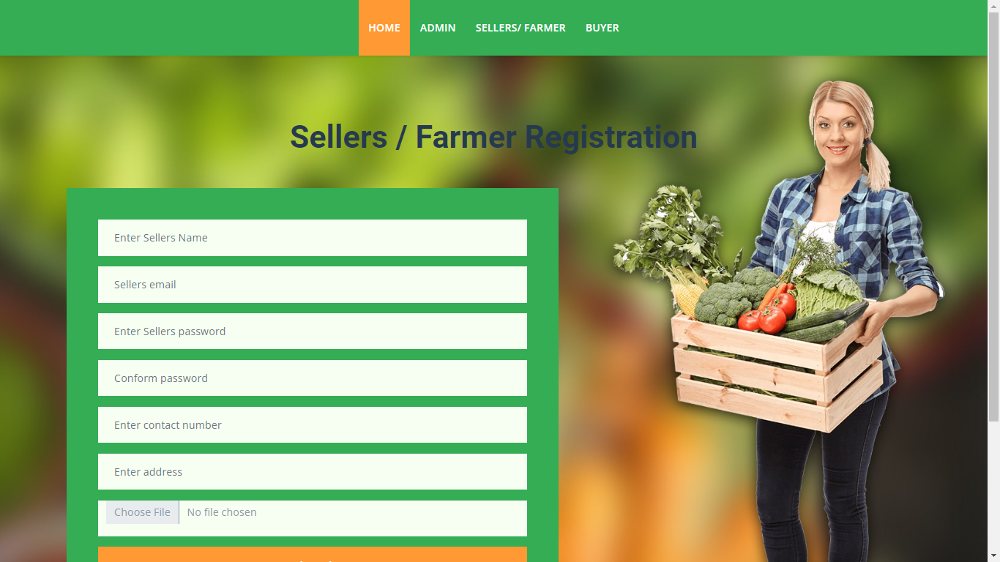 HOME ADMIN SELLERS/ FARMER BUYER
Sellers / Farmer Registration
Enter Sellers Name
Sellers email
Enter Sellers password
Conform password
Enter contact number
Enter address
Choose File No file chosen